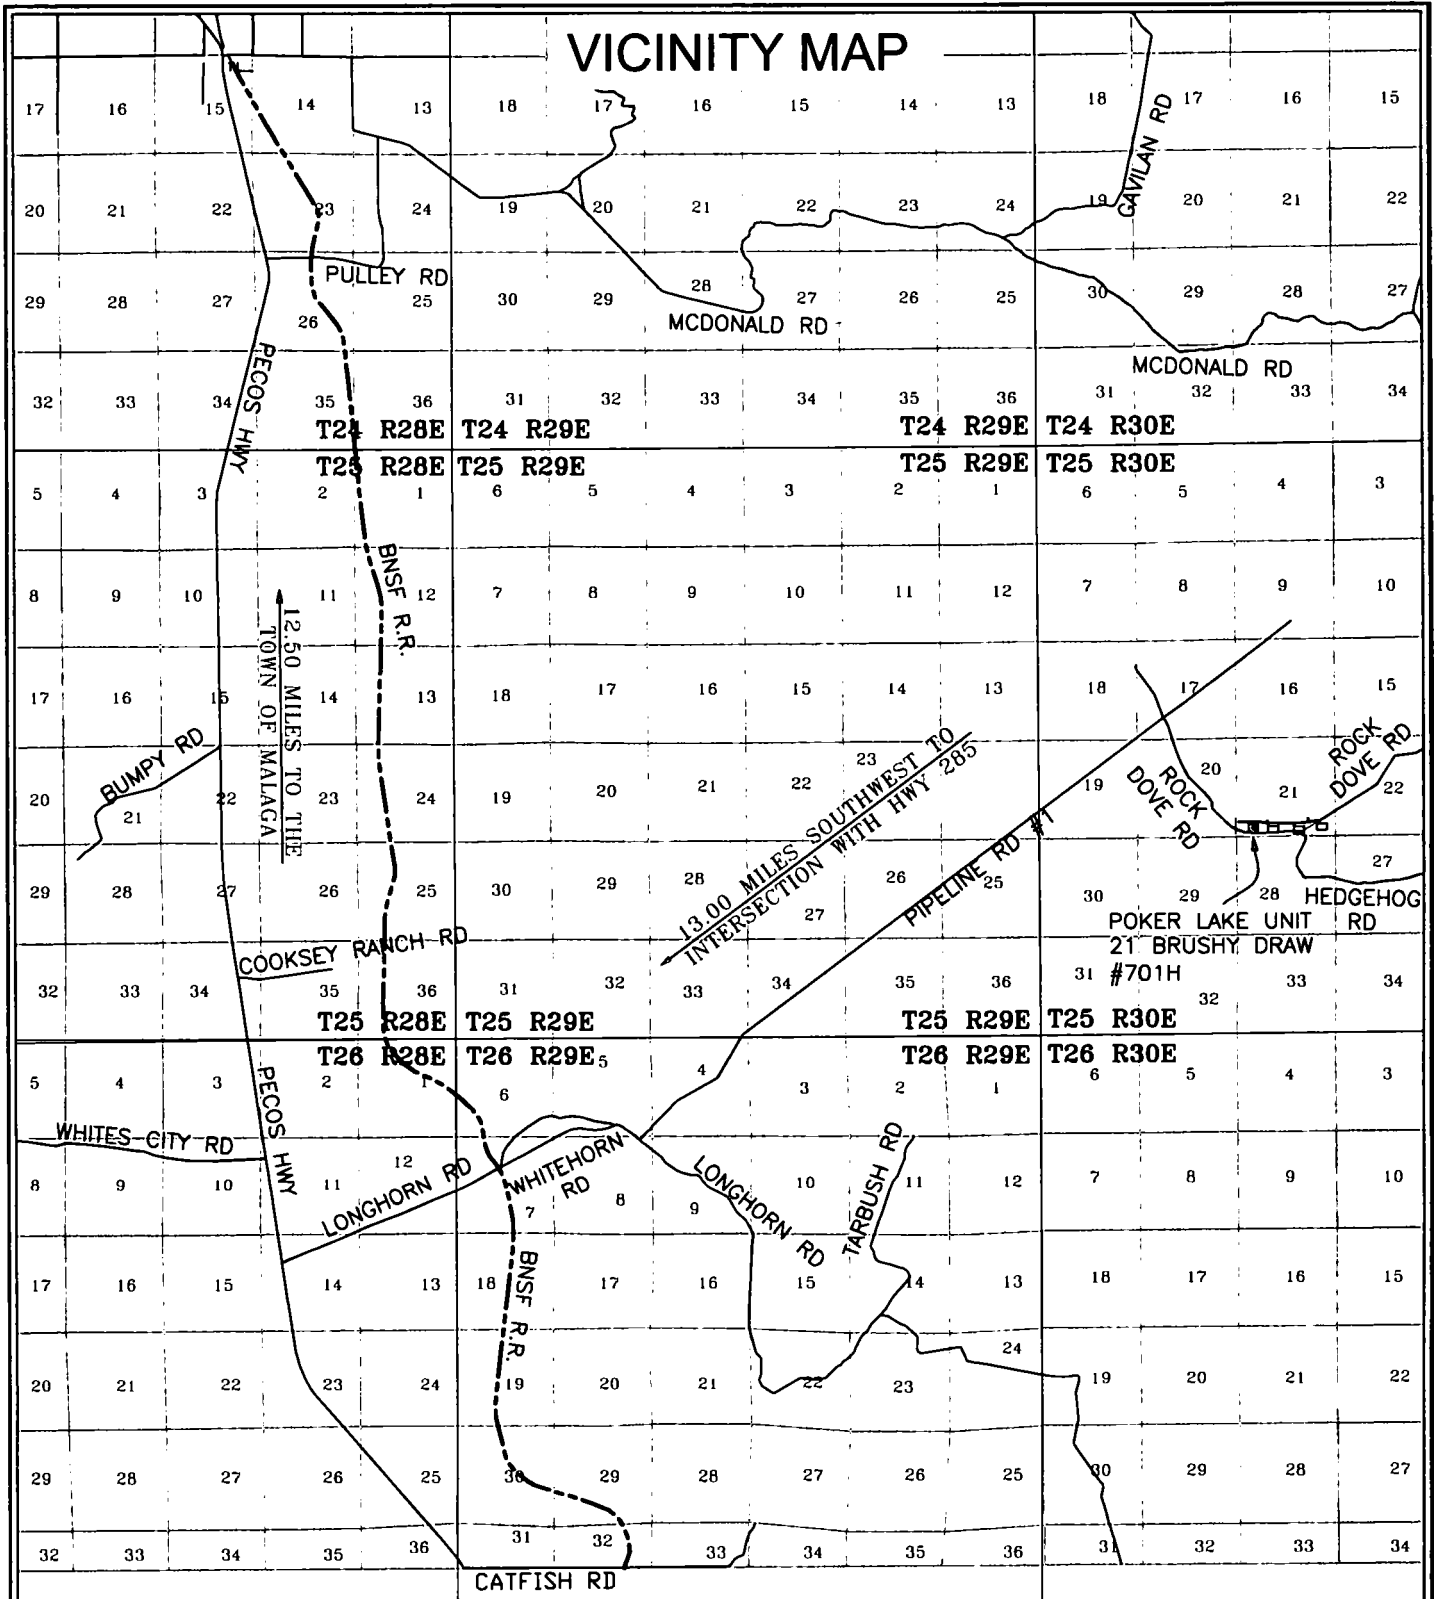 VICINITY MAP
17 16 15 14 13 18 17 16 15 14 13 18 17 16 15
GAVILAN RD
20 21 22 23 24 19 20 21 22 23 24 19 20 21 22
PULLEY RD
29 28 27 26 25 30 29 28 27 26 25 30 29 28 27
MCDONALD RD
MCDONALD RD
PECOS HWY
32 33 34 35 36 31 32 33 34 35 36 31 32 33 34
T24 R28E T24 R29E T24 R29E T24 R30E
T25 R28E T25 R29E T25 R29E T25 R30E
5 4 3 2 1 6 5 4 3 2 1 6 5 4 3
BNSF R.R.
8 9 10 11 12 7 8 9 10 11 12 7 8 9 10
12.50 MILES TO THE
TOWN OF MALAGA
17 16 15 14 13 18 17 16 15 14 13 18 17 16 15
BUMPY RD
13.00 MILES SOUTHWEST TO
INTERSECTION WITH HWY 285
ROCK
DOVE RD
ROCK
DOVE RD
20 21 22 23 24 19 20 21 22 23 19 20 21 22
PIPELINE RD #1
29 28 27 26 25 30 29 28 27 26 25 30 29 28 27
HEDGEHOG
RD
POKER LAKE UNIT
21 BRUSHY DRAW
#701H
COOKSEY RANCH RD
32 33 34 35 36 31 32 33 34 35 36 31 32 33 34
T25 R28E T25 R29E T25 R29E T25 R30E
T26 R28E T26 R29E T26 R29E T26 R30E
5 4 3 2 1 6 5 4 3 2 1 6 5 4 3
WHITES CITY RD
PECOS HWY
LONGHORN RD
WHITEHORN
RD
LONGHORN RD
TARBUSH RD
8 9 10 11 12 7 8 9 10 11 12 7 8 9 10
BNSF R.R.
17 16 15 14 13 18 17 16 15 14 13 18 17 16 15
20 21 22 23 24 19 20 21 22 23 24 19 20 21 22
29 28 27 26 25 30 29 28 27 26 25 30 29 28 27
32 33 34 35 36 31 32 33 34 35 36 31 32 33 34
CATFISH RD